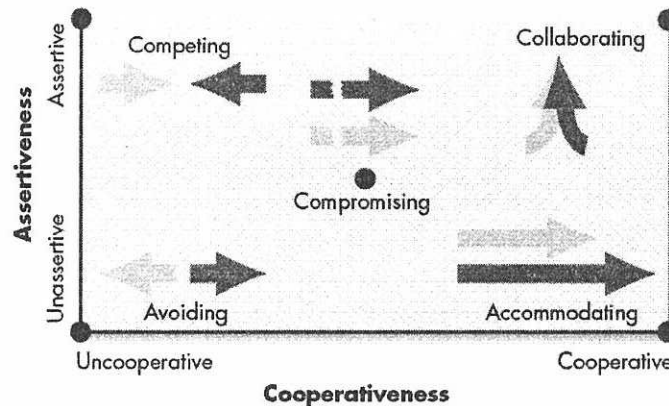 Assertiveness
Assertive
Unassertive
Competing
Collaborating
Compromising
Avoiding
Accommodating
Uncooperative
Cooperative
Cooperativeness